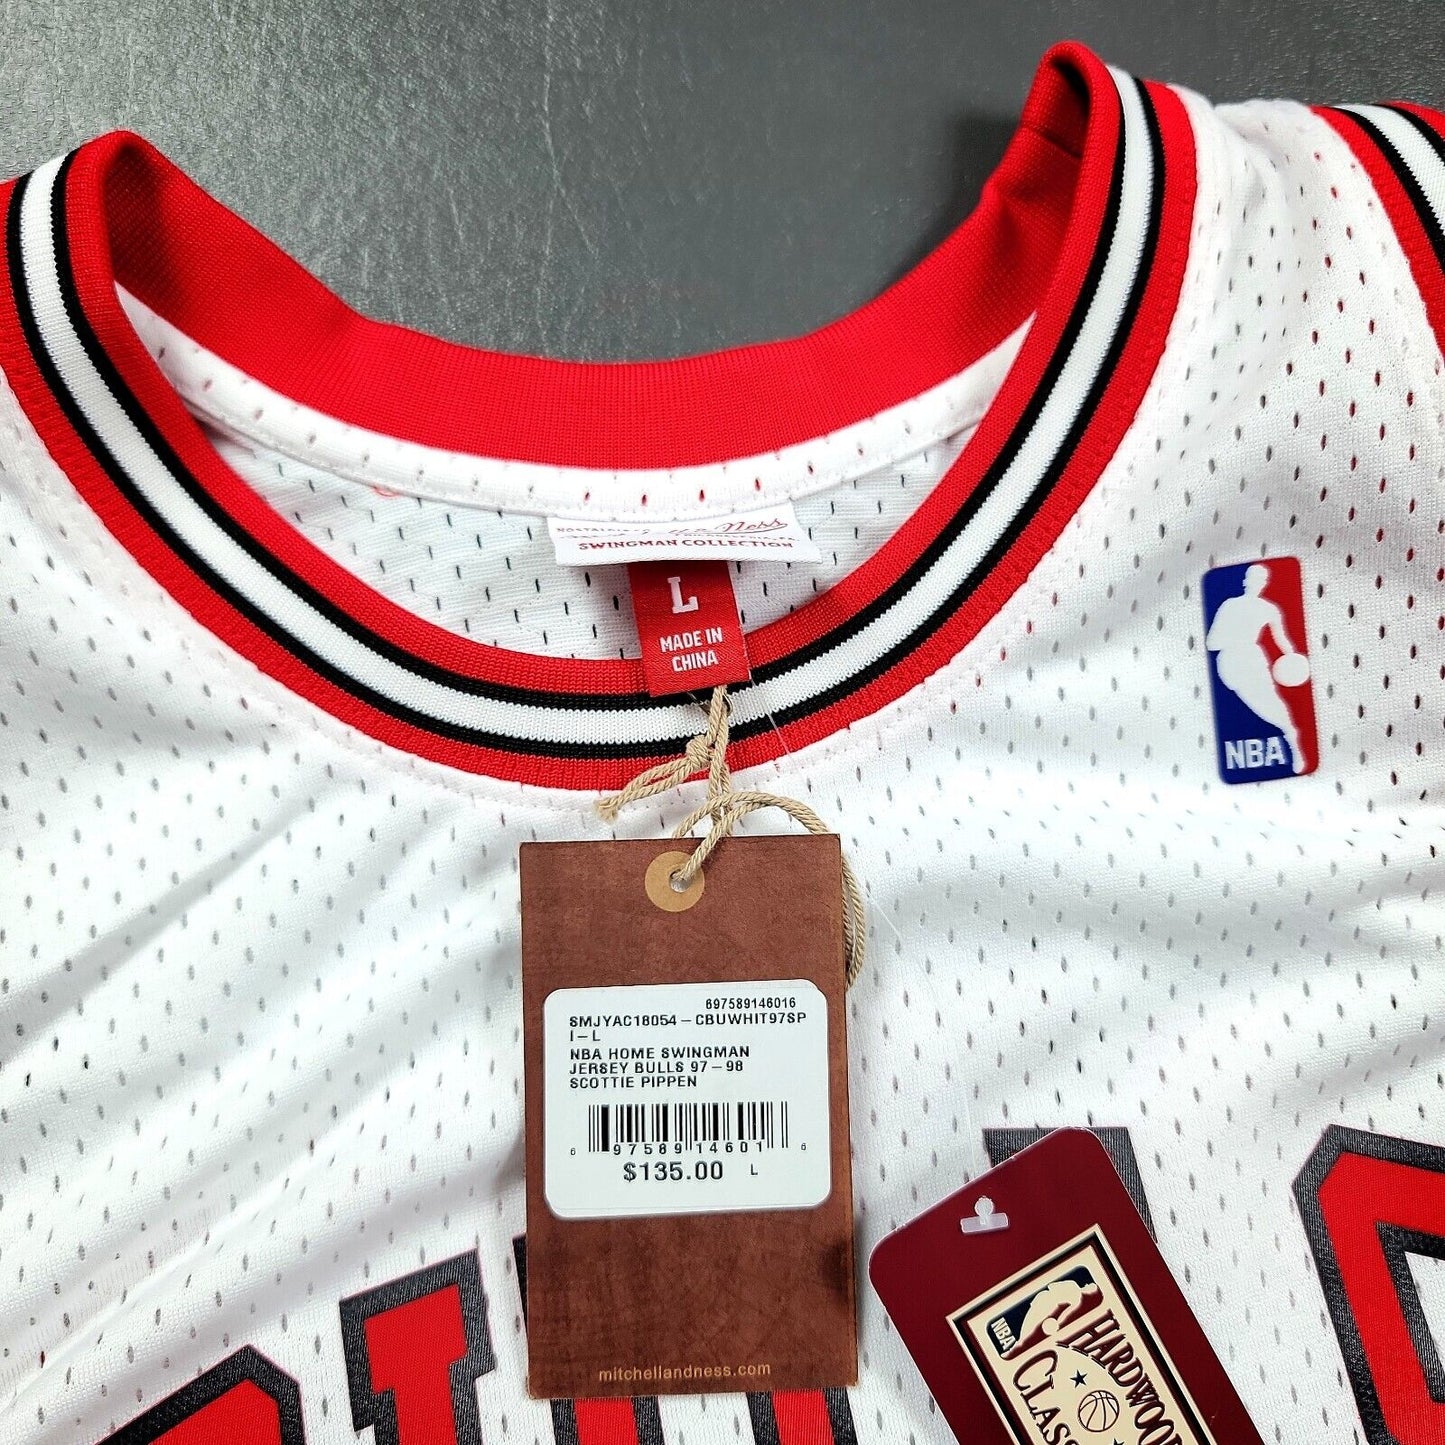 Ness
SWINGMAN COLLECTION
L
MADE IN
CHINA
NBA
697589146016
SMJYAC18054-CBUWHIT97SP
I-L
NBA HOME SWINGMAN
JERSEY BULLS 97-98
SCOTTIE PIPPEN
6 97589 14601 6
$135.00 L
mitchellandness.com
NBA
HARDWOOD